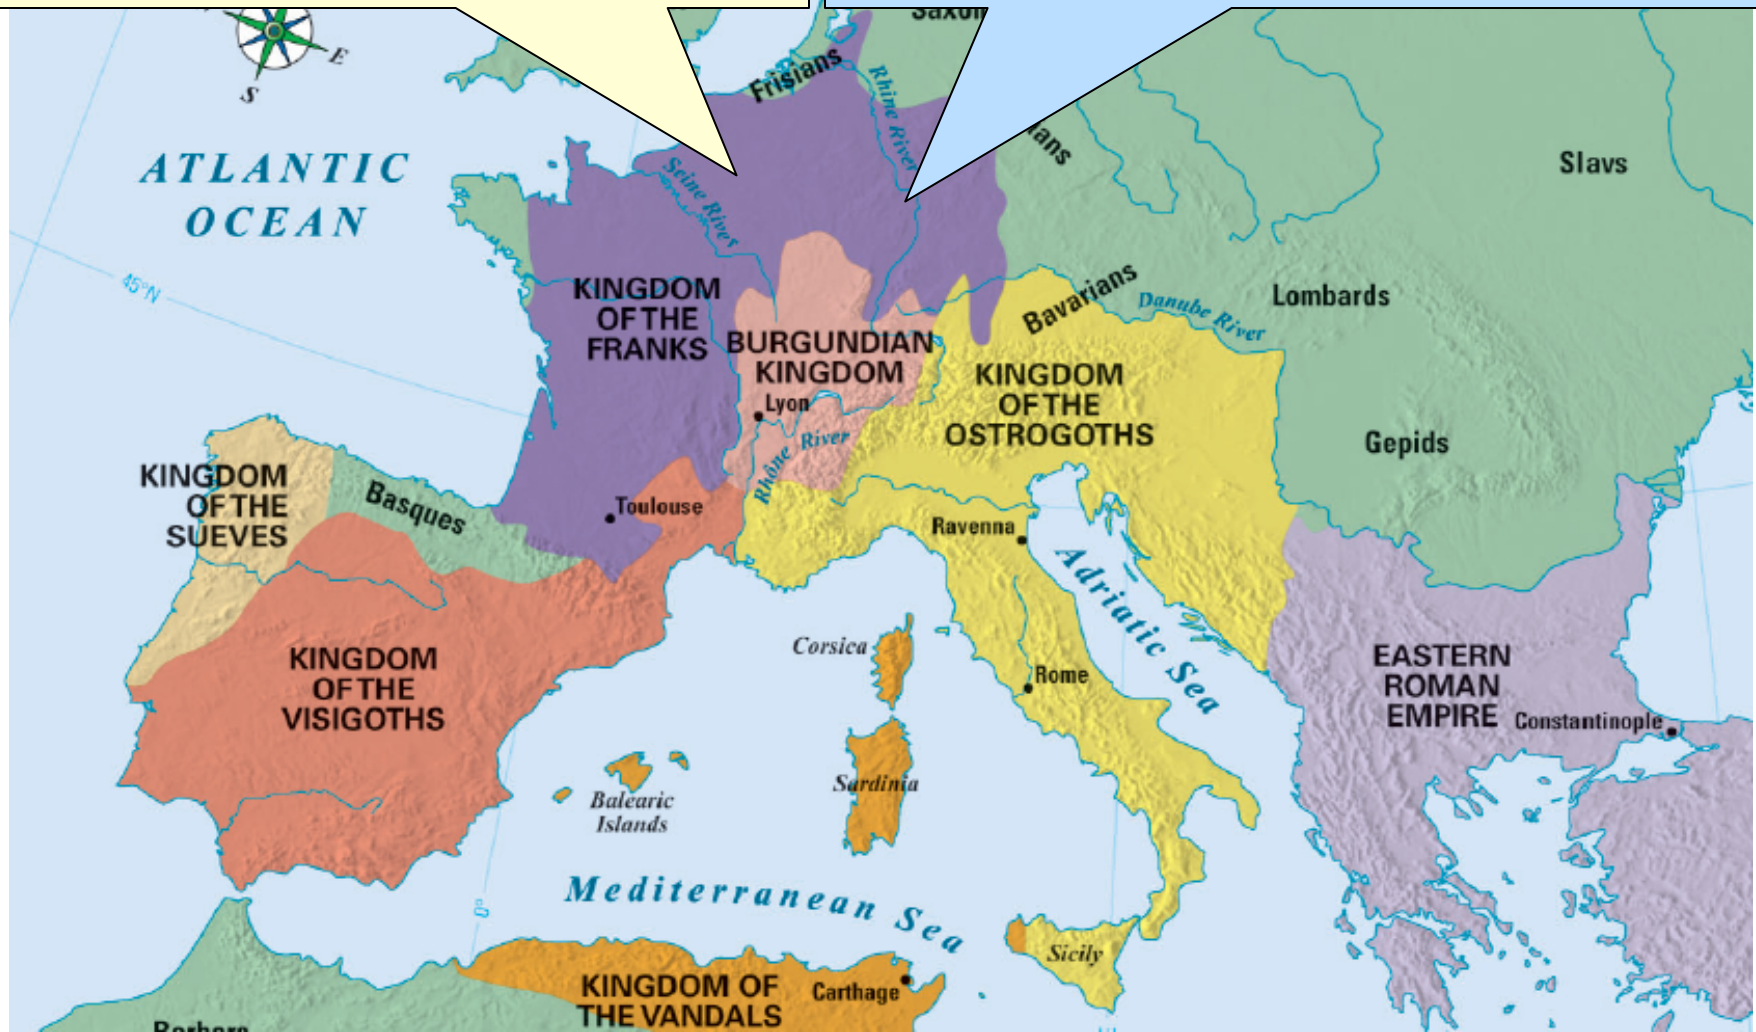 E
S
Frisians
Rhine River
ATLANTIC
OCEAN
Seine River
Slavs
45°N
KINGDOM
OF THE
FRANKS
Bavarians
Danube River
Lombards
BURGUNDIAN
KINGDOM
Lyon
KINGDOM
OF THE
OSTROGOTHS
Gepids
Rhône River
KINGDOM
OF THE
SUEVES
Basques
Toulouse
Ravenna
Adriatic Sea
Corsica
KINGDOM
OF THE
VISIGOTHS
Rome
EASTERN
ROMAN
EMPIRE
Constantinople
Sardinia
Balearic
Islands
Mediterranean Sea
0°
Sicily
KINGDOM OF
THE VANDALS
Carthage